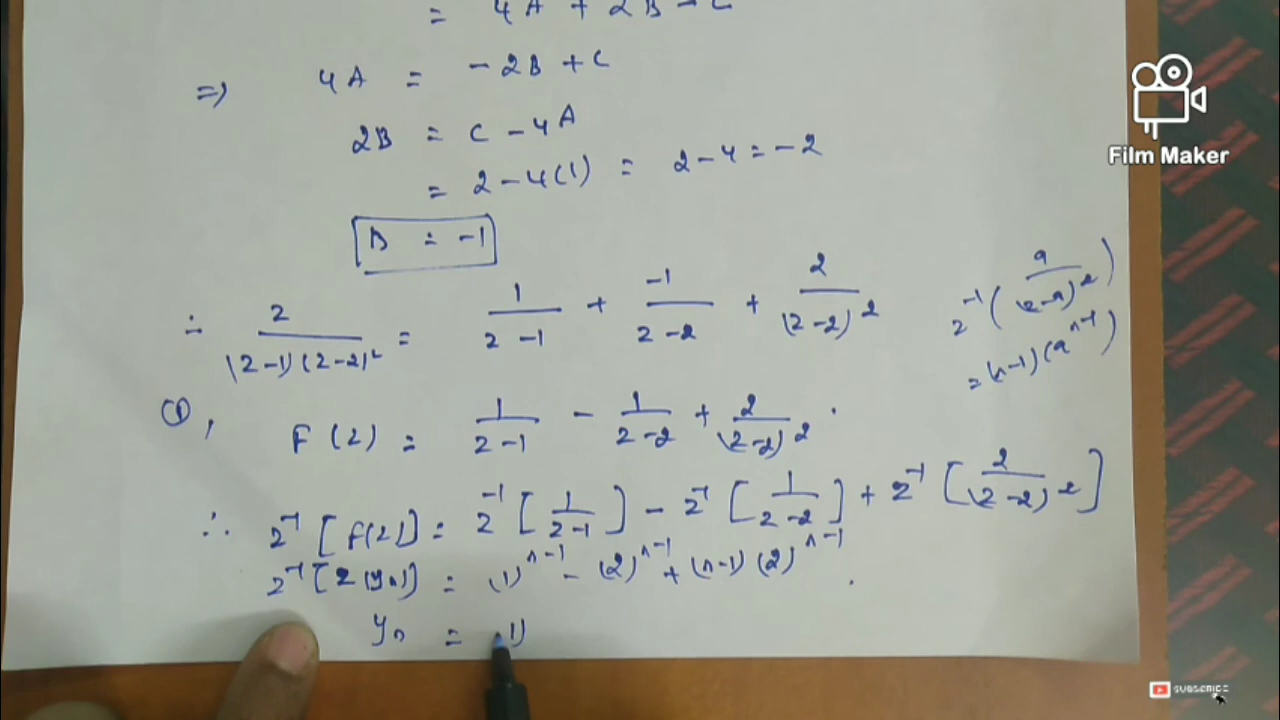 = 4A + 2B - C
⇒ 4A = -2B + C
2B = C - 4A
= 2 - 4(1) = 2 - 4 = -2
B = -1
∴ z/((z-1)(z-2)² = 1/(z-1) + -1/(z-2) + 2/(z-2)²
z⁻¹(a/(z-a)²)
= (n-1)(aⁿ⁻¹)
①, F(z) = 1/(z-1) - 1/(z-2) + 2/(z-2)².
∴ z⁻¹[F(z)] = z⁻¹[1/(z-1)] - z⁻¹[1/(z-2)] + z⁻¹[2/(z-2)²]
z⁻¹[z(yn)] = (1)ⁿ⁻¹ - (2)ⁿ⁻¹ + (n-1)(2)ⁿ⁻¹.
yn = (1)
Film Maker
SUBSCRIBE